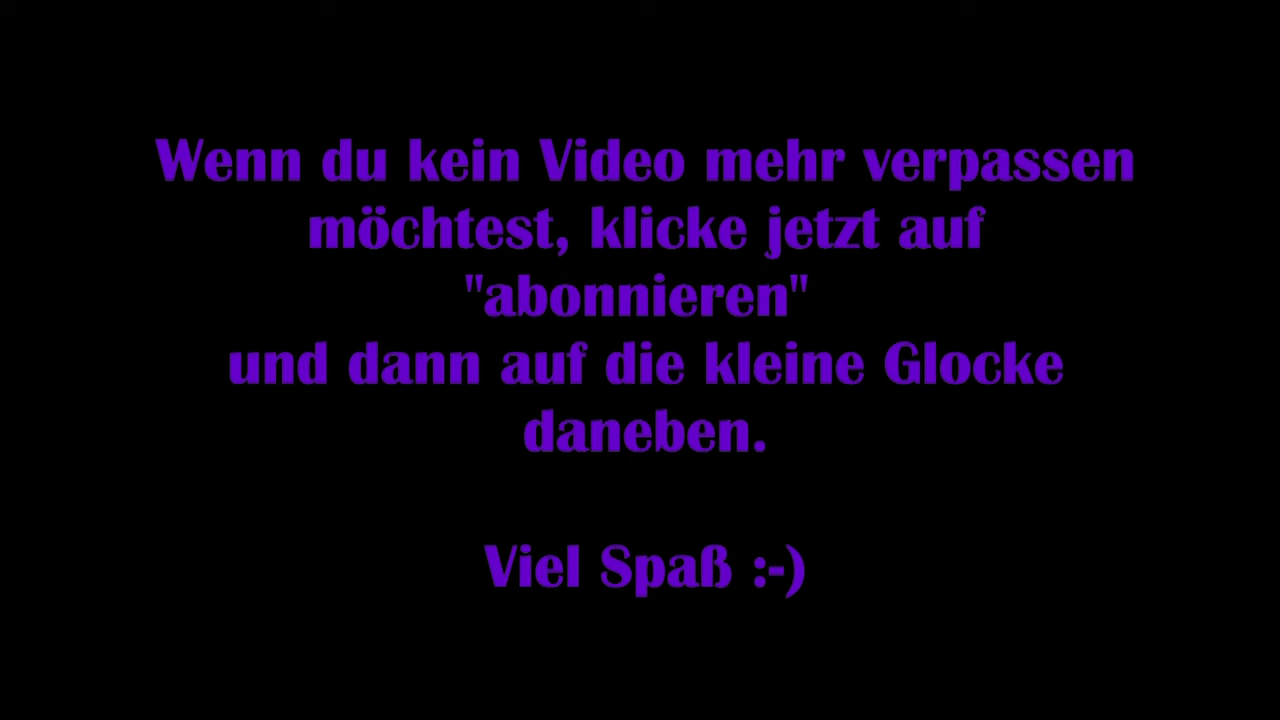 Wenn du kein Video mehr verpassen
möchtest, klicke jetzt auf
"abonnieren"
und dann auf die kleine Glocke
daneben.
Viel Spaß :-)